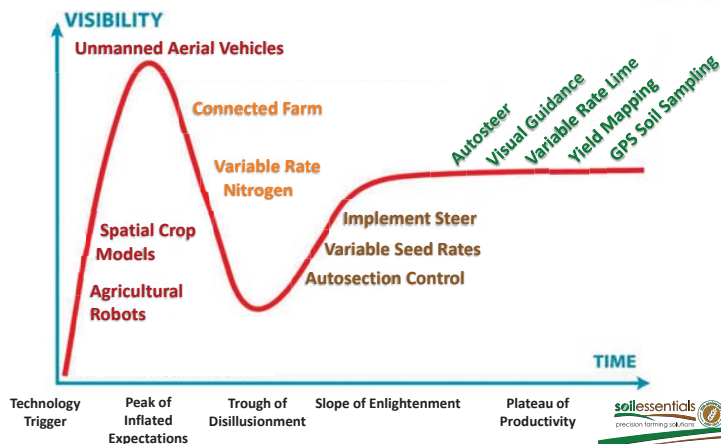 VISIBILITY
Unmanned Aerial Vehicles
Connected Farm
Variable Rate
Nitrogen
Spatial Crop
Models
Agricultural
Robots
Implement Steer
Variable Seed Rates
Autosection Control
Autosteer
Visual Guidance
Variable Rate Lime
Yield Mapping
GPS Soil Sampling
TIME
Technology
Trigger
Peak of
Inflated
Expectations
Trough of
Disillusionment
Slope of Enlightenment
Plateau of
Productivity
soilessentials
precision farming solutions